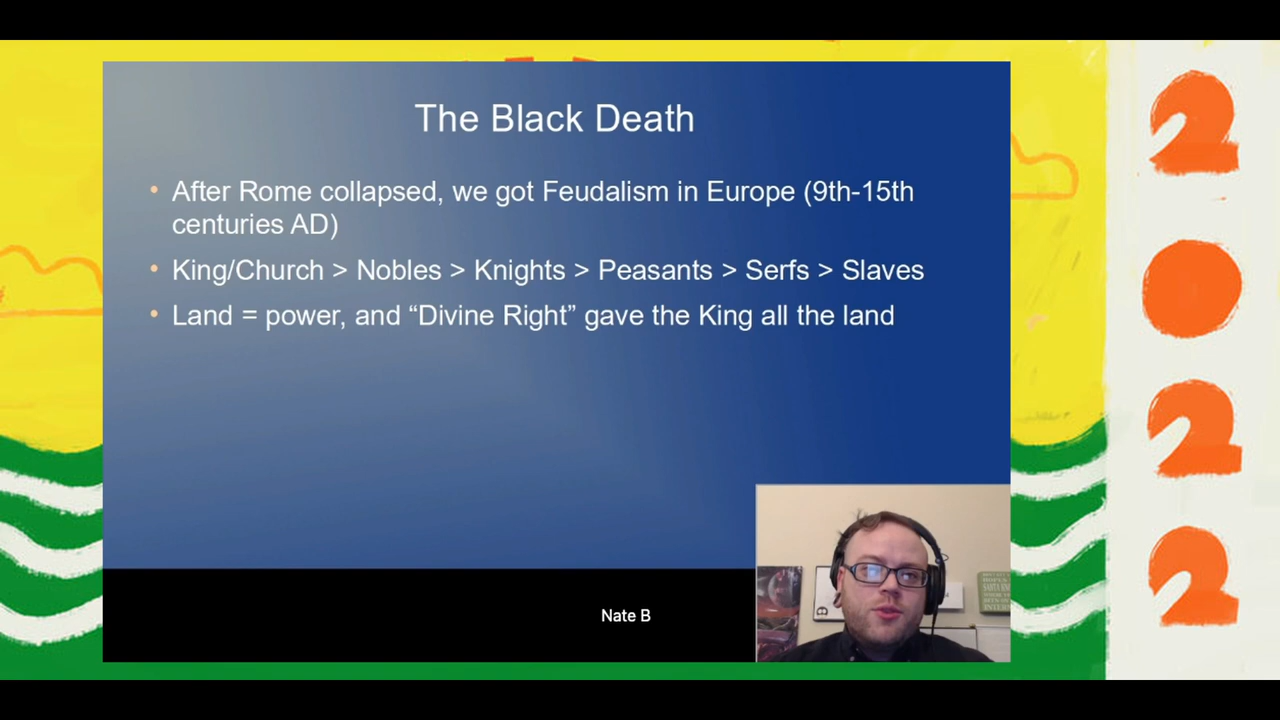 The Black Death
• After Rome collapsed, we got Feudalism in Europe (9th-15th
centuries AD)
• King/Church > Nobles > Knights > Peasants > Serfs > Slaves
• Land = power, and “Divine Right” gave the King all the land
Nate B
2
0
2
2